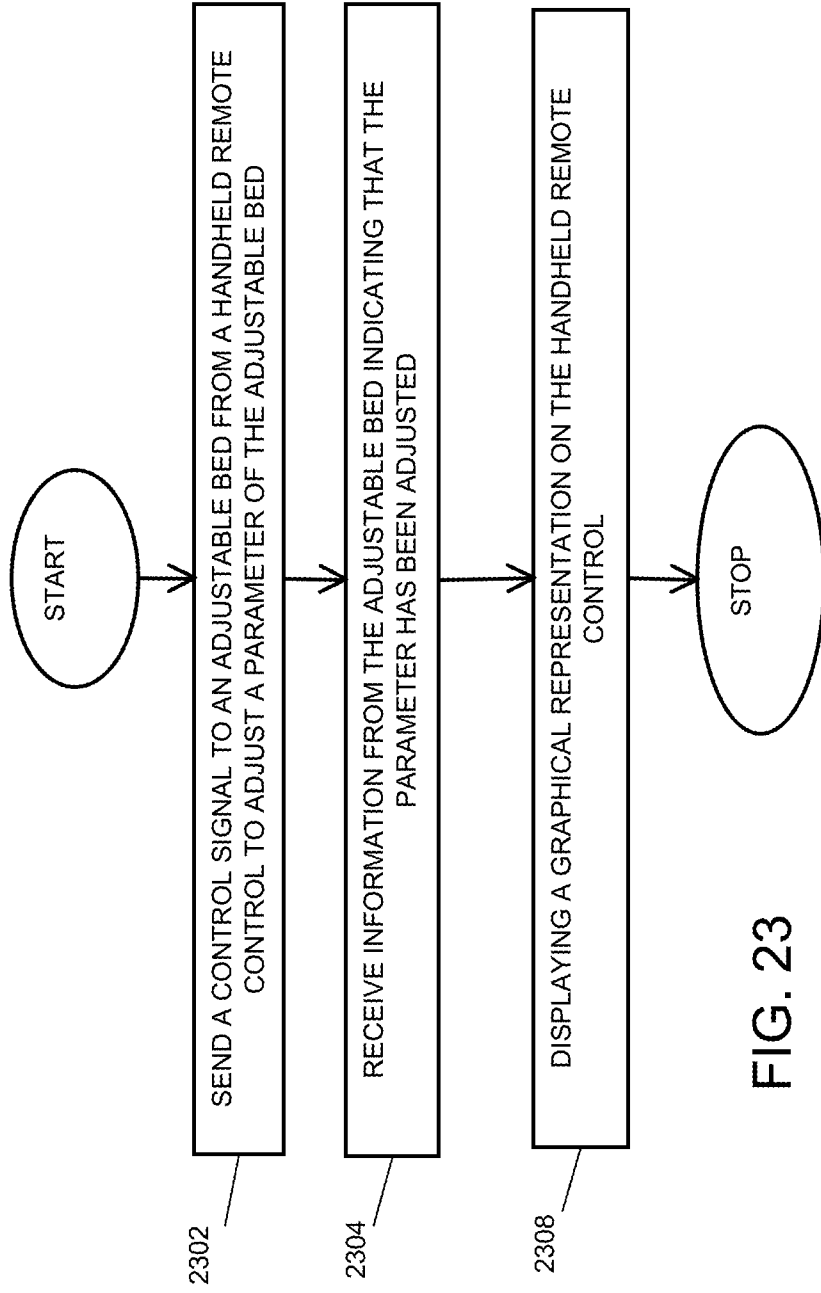 START
2302
SEND A CONTROL SIGNAL TO AN ADJUSTABLE BED FROM A HANDHELD REMOTE
CONTROL TO ADJUST A PARAMETER OF THE ADJUSTABLE BED
2304
RECEIVE INFORMATION FROM THE ADJUSTABLE BED INDICATING THAT THE
PARAMETER HAS BEEN ADJUSTED
2308
DISPLAYING A GRAPHICAL REPRESENTATION ON THE HANDHELD REMOTE
CONTROL
STOP
FIG. 23